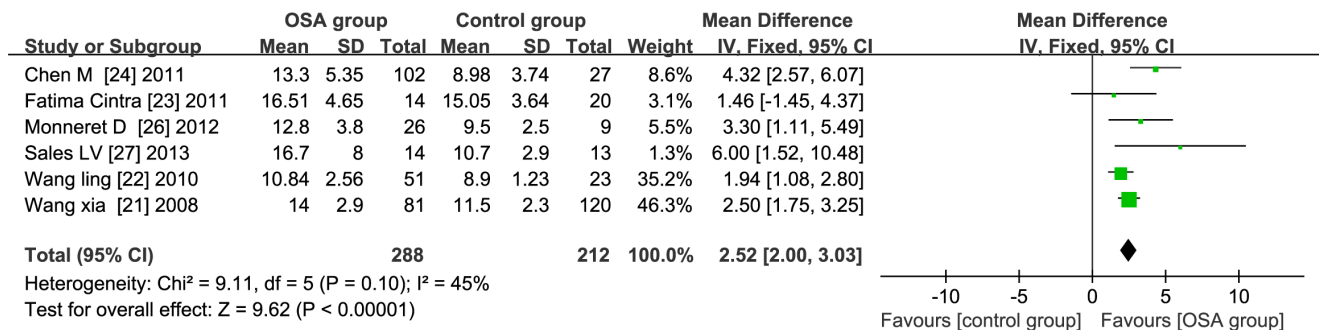 OSA group Control group Mean Difference Mean Difference
Study or Subgroup Mean SD Total Mean SD Total Weight IV, Fixed, 95% CI IV, Fixed, 95% CI
Chen M [24] 2011 13.3 5.35 102 8.98 3.74 27 8.6% 4.32 [2.57, 6.07]
Fatima Cintra [23] 2011 16.51 4.65 14 15.05 3.64 20 3.1% 1.46 [-1.45, 4.37]
Monneret D [26] 2012 12.8 3.8 26 9.5 2.5 9 5.5% 3.30 [1.11, 5.49]
Sales LV [27] 2013 16.7 8 14 10.7 2.9 13 1.3% 6.00 [1.52, 10.48]
Wang ling [22] 2010 10.84 2.56 51 8.9 1.23 23 35.2% 1.94 [1.08, 2.80]
Wang xia [21] 2008 14 2.9 81 11.5 2.3 120 46.3% 2.50 [1.75, 3.25]
Total (95% CI) 288 212 100.0% 2.52 [2.00, 3.03]
Heterogeneity: Chi² = 9.11, df = 5 (P = 0.10); I² = 45%
Test for overall effect: Z = 9.62 (P < 0.00001)
-10 -5 0 5 10
Favours [control group] Favours [OSA group]